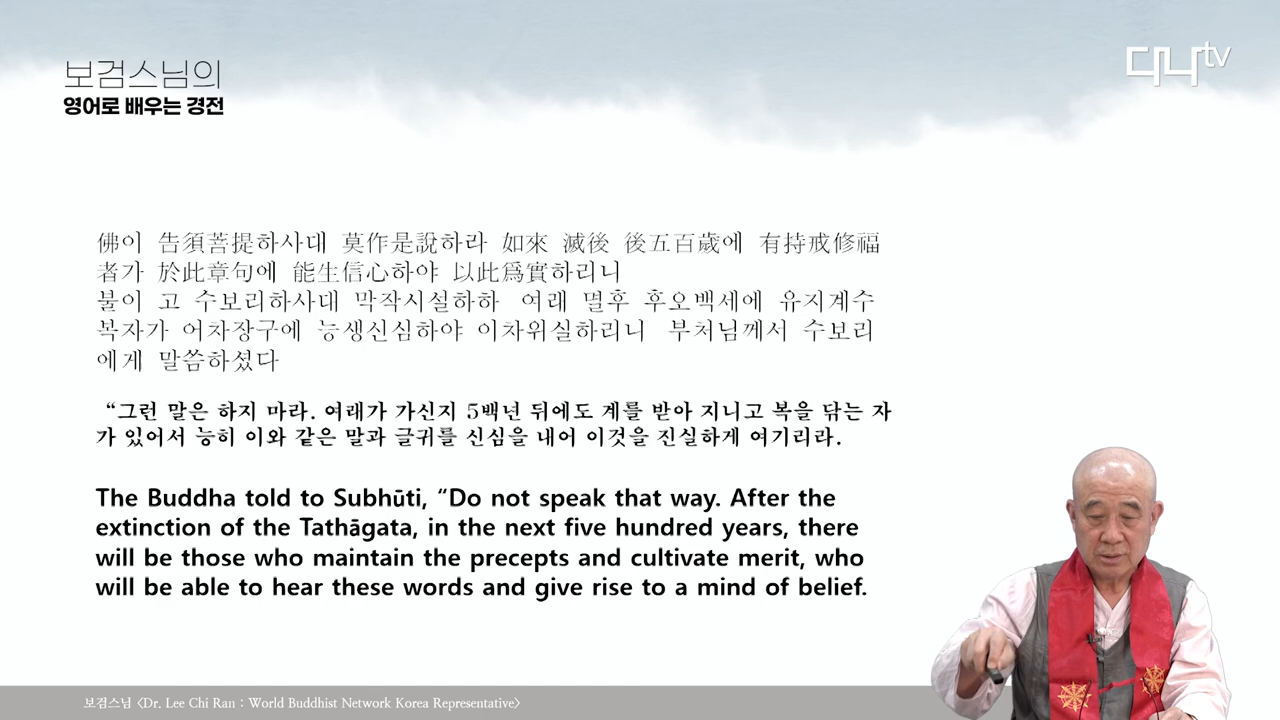 보검스님의
영어로 배우는 경전
다나tv
佛이 告須菩提하사대 莫作是說하라 如來 滅後 後五百歲에 有持戒修福
者가 於此章句에 能生信心하야 以此爲實하리니
불이 고 수보리하사대 막작시설하하 여래 멸후 후오백세에 유지계수
복자가 어차장구에 능생신심하야 이차위실하리니 부처님께서 수보리
에게 말씀하셨다
“그런 말은 하지 마라. 여래가 가신지 5백년 뒤에도 계를 받아 지니고 복을 닦는 자
가 있어서 능히 이와 같은 말과 글귀를 신심을 내어 이것을 진실하게 여기리라.
The Buddha told to Subhūti, “Do not speak that way. After the
extinction of the Tathāgata, in the next five hundred years, there
will be those who maintain the precepts and cultivate merit, who
will be able to hear these words and give rise to a mind of belief.
보검스님 <Dr. Lee Chi Ran : World Buddhist Network Korea Representative>